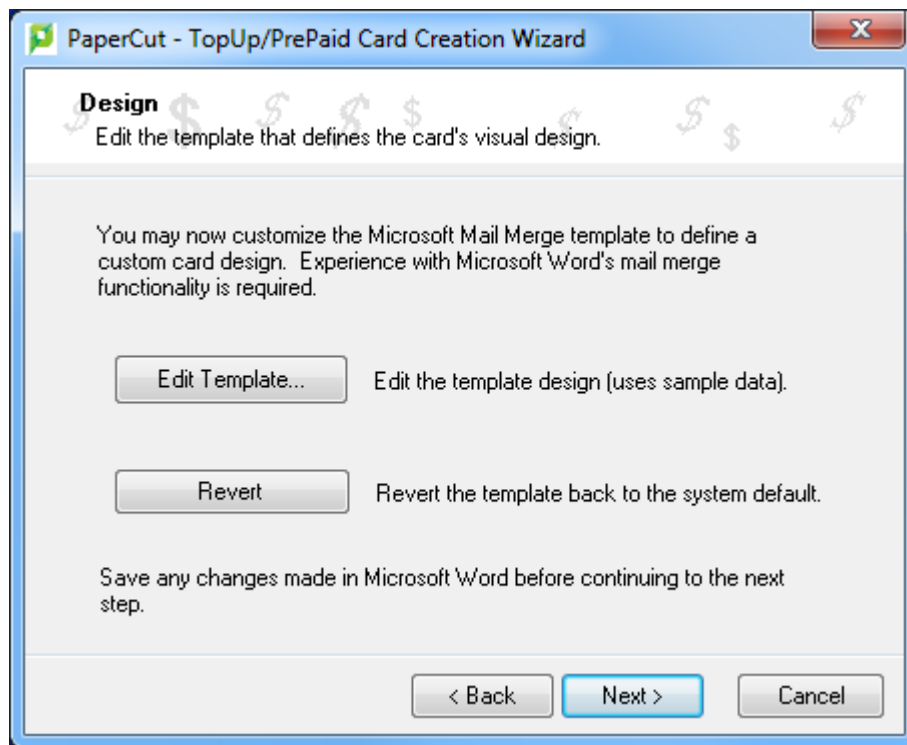 PaperCut - TopUp/PrePaid Card Creation Wizard
Design
Edit the template that defines the card's visual design.
You may now customize the Microsoft Mail Merge template to define a
custom card design.  Experience with Microsoft Word's mail merge
functionality is required.
Edit Template... Edit the template design (uses sample data).
Revert Revert the template back to the system default.
Save any changes made in Microsoft Word before continuing to the next
step.
< Back Next > Cancel